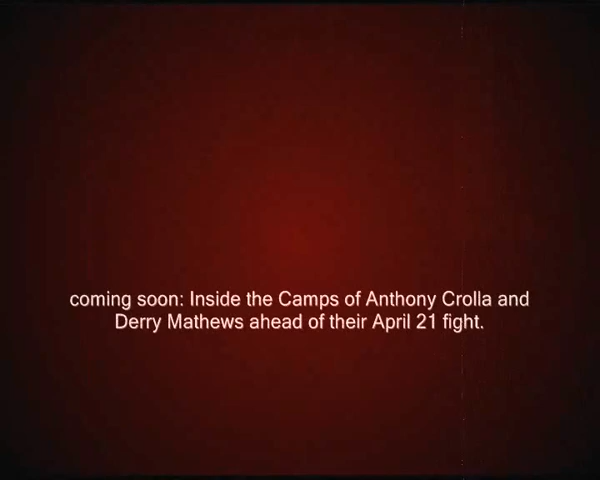 coming soon: Inside the Camps of Anthony Crolla and
Derry Mathews ahead of their April 21 fight.